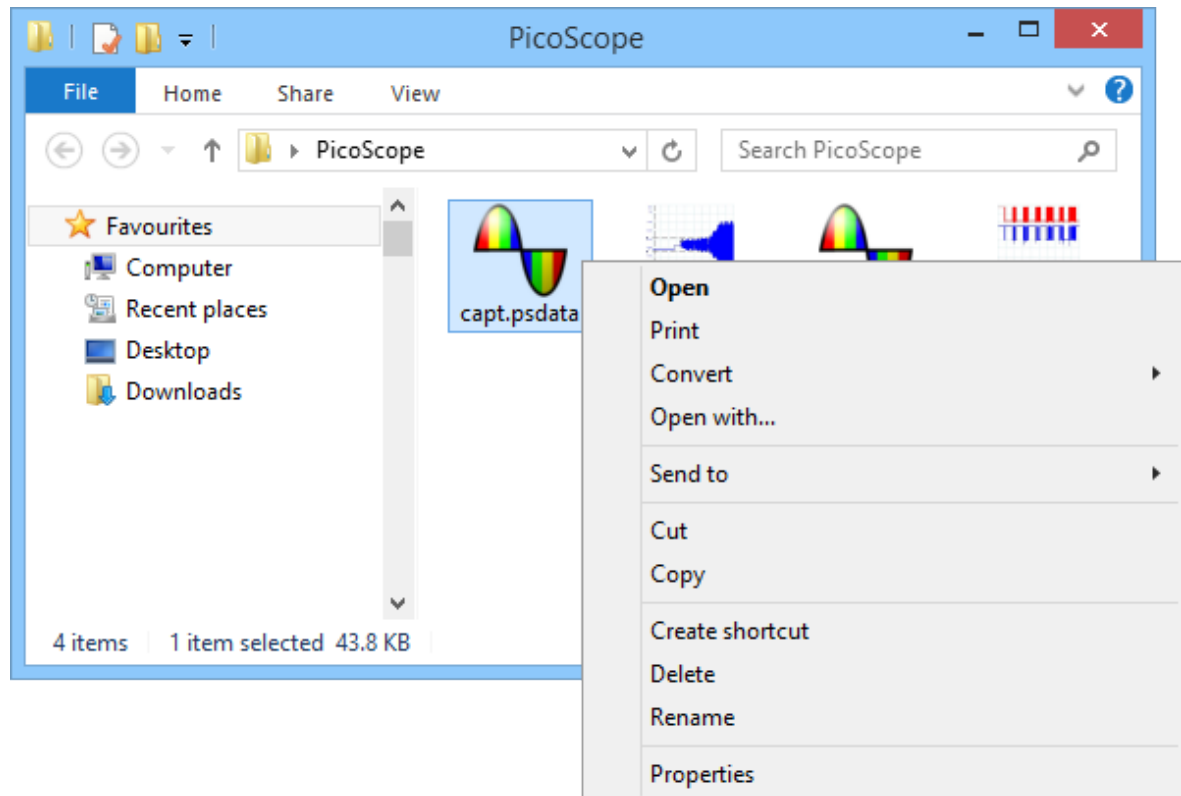 PicoScope
File Home Share View
PicoScope
Search PicoScope
Favourites
Computer
Recent places
Desktop
Downloads
capt.psdata
Open
Print
Convert
Open with...
Send to
Cut
Copy
Create shortcut
Delete
Rename
Properties
4 items 1 item selected 43.8 KB